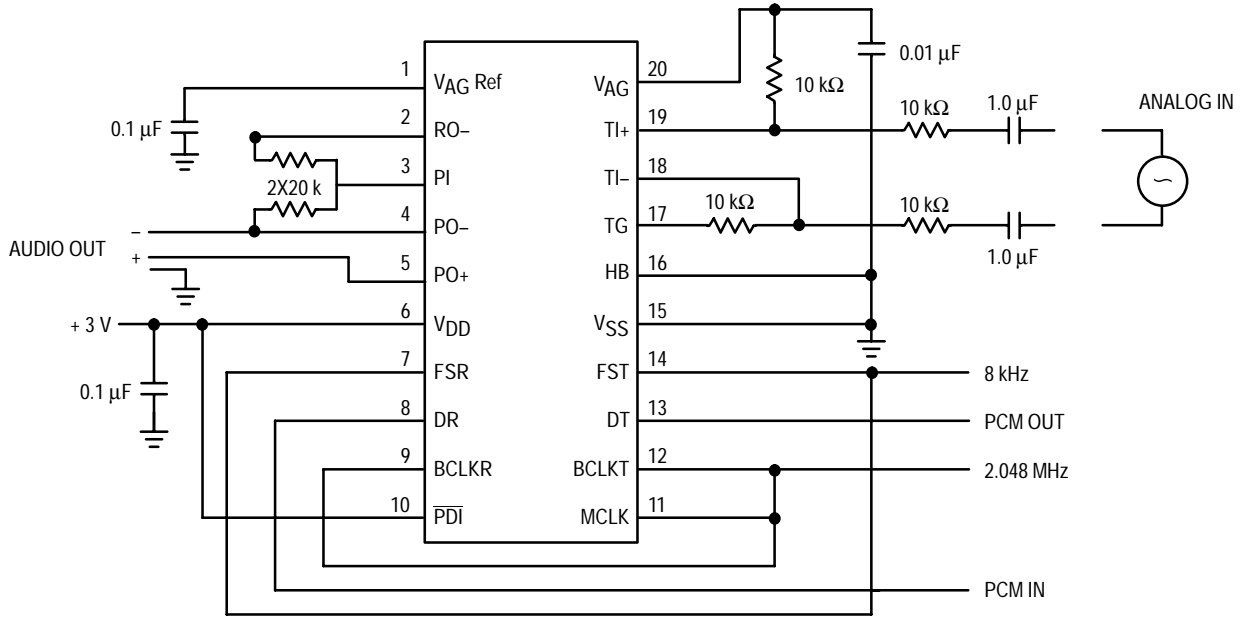 1
VAG Ref
0.1 μF
2
RO–
3
PI
2X20 k
4
PO–
AUDIO OUT
–
+
5
PO+
+ 3 V
6
VDD
7
FSR
0.1 μF
8
DR
9
BCLKR
10
PDI
20
VAG
10 kΩ
0.01 μF
19
TI+
10 kΩ
1.0 μF
ANALOG IN
18
TI–
17
TG
10 kΩ
10 kΩ
1.0 μF
16
HB
15
VSS
14
FST
8 kHz
13
DT
PCM OUT
12
BCLKT
2.048 MHz
11
MCLK
PCM IN